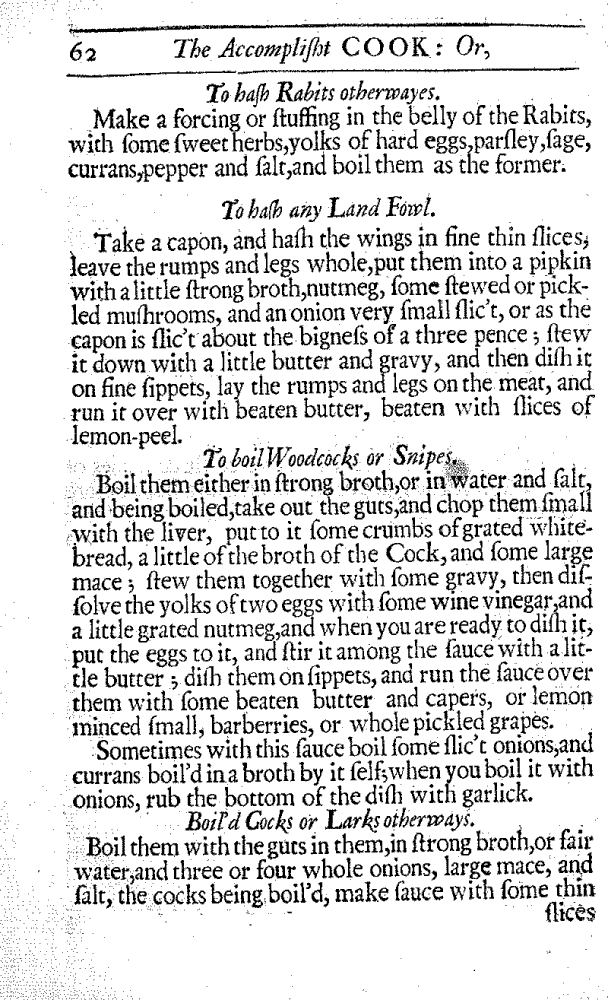 62 The Accompliſht COOK: Or,
To haſh Rabits otherwayes.
Make a forcing or ſtuffing in the belly of the Rabits,
with ſome ſweet herbs,yolks of hard eggs,parſley,ſage,
currans,pepper and ſalt,and boil them as the former.
To haſh any Land Fowl.
Take a capon, and haſh the wings in fine thin ſlices,
leave the rumps and legs whole,put them into a pipkin
with a little ſtrong broth,nutmeg, ſome ſtewed or pick-
led muſhrooms, and an onion very ſmall ſlic't, or as the
capon is ſlic't about the bigneſs of a three pence ; ſtew
it down with a little butter and gravy, and then diſh it
on fine ſippets, lay the rumps and legs on the meat, and
run it over with beaten butter, beaten with ſlices of
lemon-peel.
To boil Woodcocks or Snipes.
Boil them either in ſtrong broth,or in water and ſalt,
and being boiled,take out the guts,and chop them ſmall
with the liver, put to it ſome crumbs of grated white-
bread, a little of the broth of the Cock, and ſome large
mace ; ſtew them together with ſome gravy, then diſ-
ſolve the yolks of two eggs with ſome wine vinegar,and
a little grated nutmeg,and when you are ready to diſh it,
put the eggs to it, and ſtir it among the ſauce with a lit-
tle butter ; diſh them on ſippets, and run the ſauce over
them with ſome beaten butter and capers, or lemon
minced ſmall, barberries, or whole pickled grapes.
Sometimes with this ſauce boil ſome ſlic't onions,and
currans boil'd in a broth by it ſelf;when you boil it with
onions, rub the bottom of the diſh with garlick.
Boil'd Cocks or Larks otherways.
Boil them with the guts in them,in ſtrong broth,or fair
water,and three or four whole onions, large mace, and
ſalt, the cocks being boil'd, make ſauce with ſome thin
ſlices